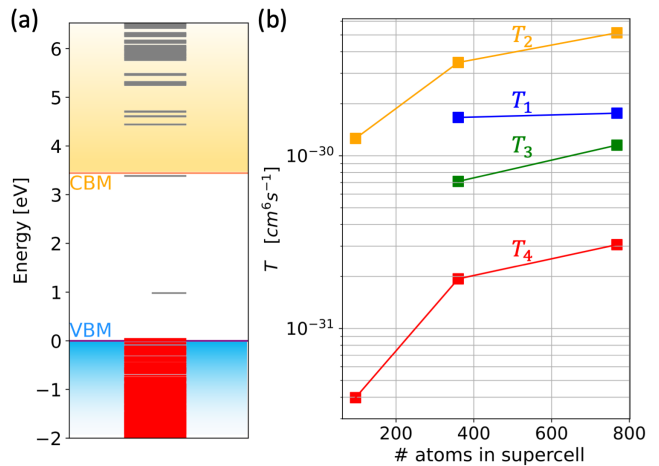 (a)
Energy [eV]
6
5
4
3
2
1
0
−1
−2
CBM
VBM
(b)
T [cm⁶s⁻¹]
10⁻³⁰
10⁻³¹
T₂
T₁
T₃
T₄
200 400 600 800
# atoms in supercell